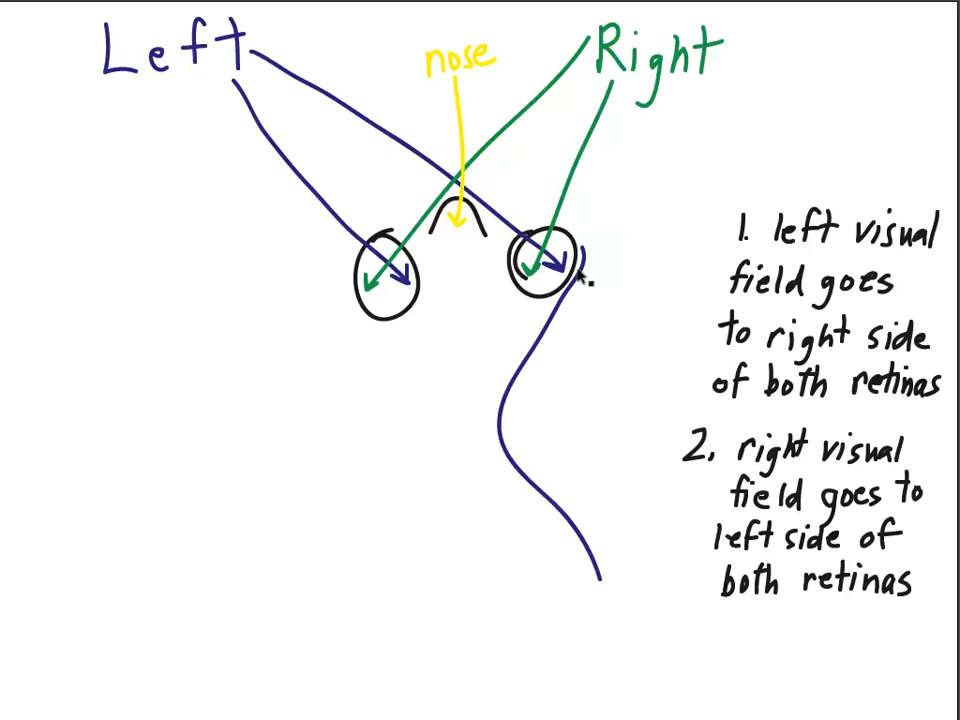 Left
nose
Right
1. left visual
field goes
to right side
of both retinas
2. right visual
field goes to
left side of
both retinas